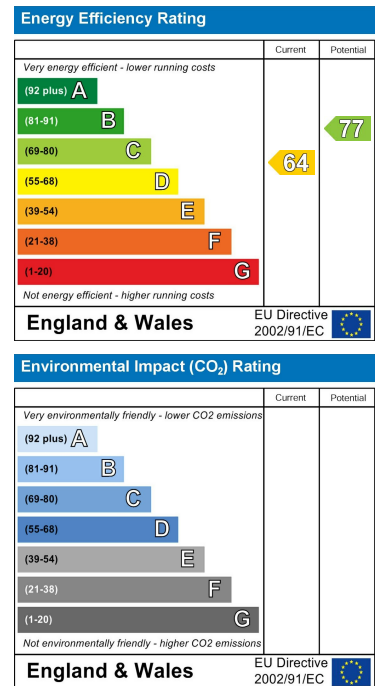 Energy Efficiency Rating
Current Potential
Very energy efficient - lower running costs
(92 plus) A
(81-91) B
77
(69-80) C
64
(55-68) D
(39-54) E
(21-38) F
(1-20) G
Not energy efficient - higher running costs
England & Wales
EU Directive
2002/91/EC
Environmental Impact (CO₂) Rating
Current Potential
Very environmentally friendly - lower CO2 emissions
(92 plus) A
(81-91) B
(69-80) C
(55-68) D
(39-54) E
(21-38) F
(1-20) G
Not environmentally friendly - higher CO2 emissions
England & Wales
EU Directive
2002/91/EC